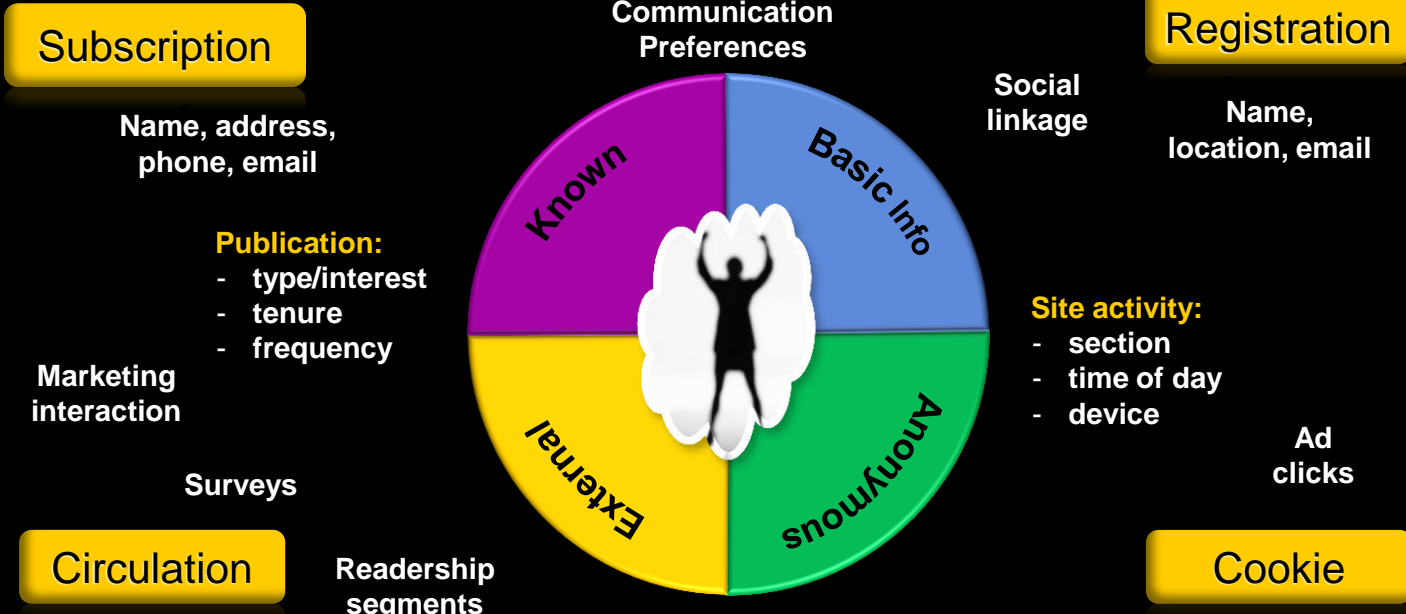 Subscription
Communication
Preferences
Registration
Name, address,
phone, email
Social
linkage
Name,
location, email
Known
Basic Info
Publication:
- type/interest
- tenure
- frequency
Site activity:
- section
- time of day
- device
Marketing
interaction
External
Anonymous
Ad
clicks
Surveys
Circulation
Readership
segments
Cookie